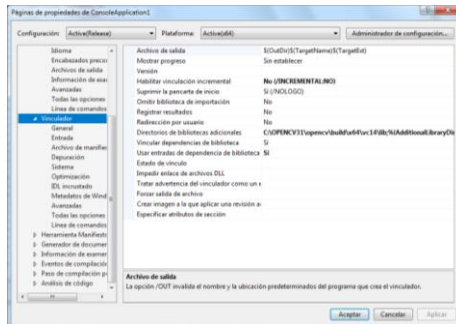 Páginas de propiedades de ConsoleApplication1
Configuración: Active(Release) Plataforma: Active(x64) Administrador de configuración...
Idioma
Encabezados precom
Archivos de salida
Información de exa
Avanzadas
Todas las opciones
Línea de comandos
Vinculador
General
Entrada
Archivo de manifies
Depuración
Sistema
Optimización
IDL incrustado
Metadatos de Wind
Avanzadas
Todas las opciones
Línea de comandos
Herramienta Manifiesto
Generador de documen
Información de examen
Eventos de compilación
Paso de compilación p
Análisis de código
Archivo de salida $(OutDir)$(TargetName)$(TargetExt)
Mostrar progreso Sin establecer
Versión
Habilitar vinculación incremental No (/INCREMENTAL:NO)
Suprimir la pancarta de inicio Sí (/NOLOGO)
Omitir biblioteca de importación No
Registrar resultados No
Redirección por usuario No
Directorios de bibliotecas adicionales C:\OPENCV31\opencv\build\x64\vc14\lib;%(AdditionalLibraryDi
Vincular dependencias de biblioteca Sí
Usar entradas de dependencia de biblioteca Sí
Estado de vínculo
Impedir enlace de archivos DLL
Tratar advertencia del vinculador como un e
Forzar salida de archivo
Crear imagen a la que aplicar una revisión a
Especificar atributos de sección
Archivo de salida
La opción /OUT invalida el nombre y la ubicación predeterminados del programa que crea el vinculador.
Aceptar Cancelar Aplicar